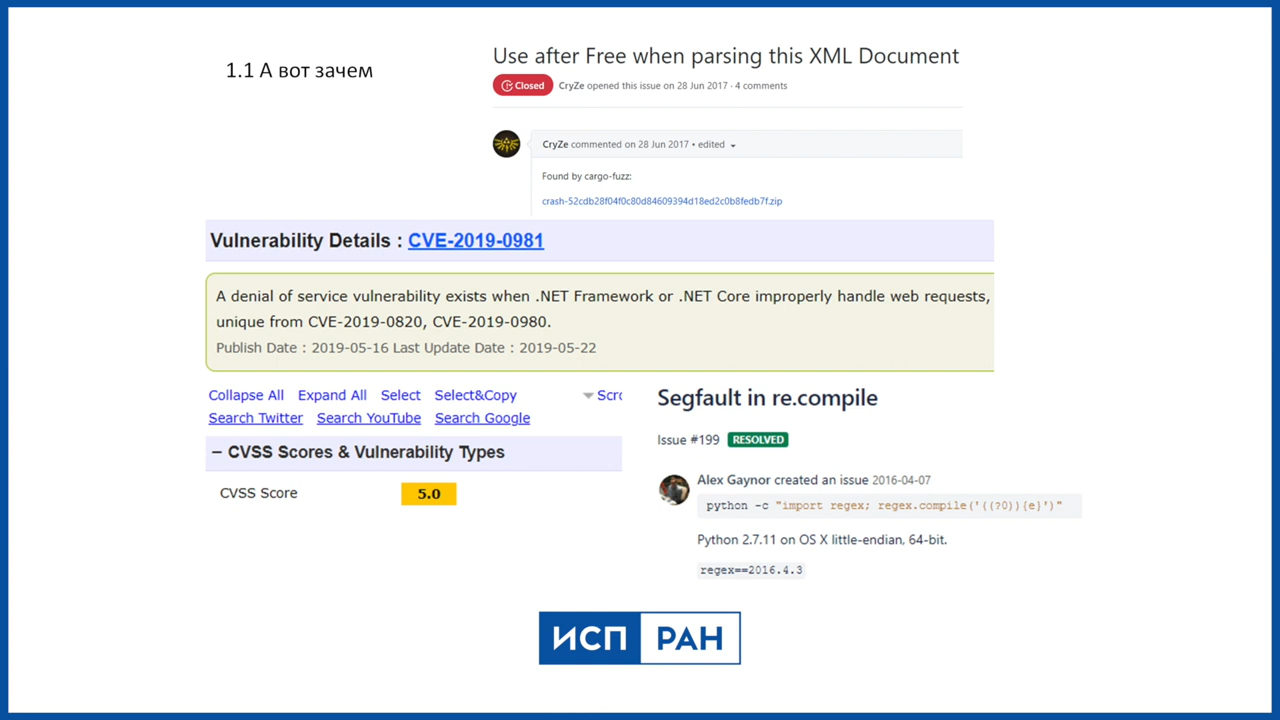 1.1 А вот зачем
Use after Free when parsing this XML Document
Closed CryZe opened this issue on 28 Jun 2017 · 4 comments
CryZe commented on 28 Jun 2017 • edited
Found by cargo-fuzz:
crash-52cdb28f04f0c80d84609394d18ed2c0b8fedb7f.zip
Vulnerability Details : CVE-2019-0981
A denial of service vulnerability exists when .NET Framework or .NET Core improperly handle web requests,
unique from CVE-2019-0820, CVE-2019-0980.
Publish Date : 2019-05-16 Last Update Date : 2019-05-22
Collapse All Expand All Select Select&Copy Scro
Search Twitter Search YouTube Search Google
– CVSS Scores & Vulnerability Types
CVSS Score 5.0
Segfault in re.compile
Issue #199 RESOLVED
Alex Gaynor created an issue 2016-04-07
python -c "import regex; regex.compile('((?0)){e}')"
Python 2.7.11 on OS X little-endian, 64-bit.
regex==2016.4.3
ИСП РАН